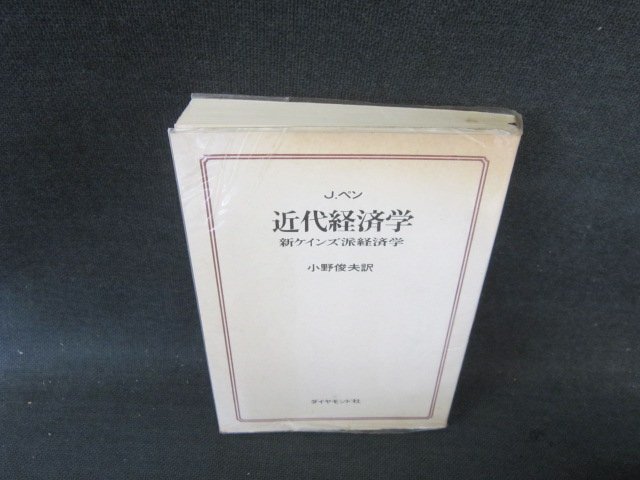 J.ペン
近代経済学
新ケインズ派経済学
小野俊夫訳
ダイヤモンド社